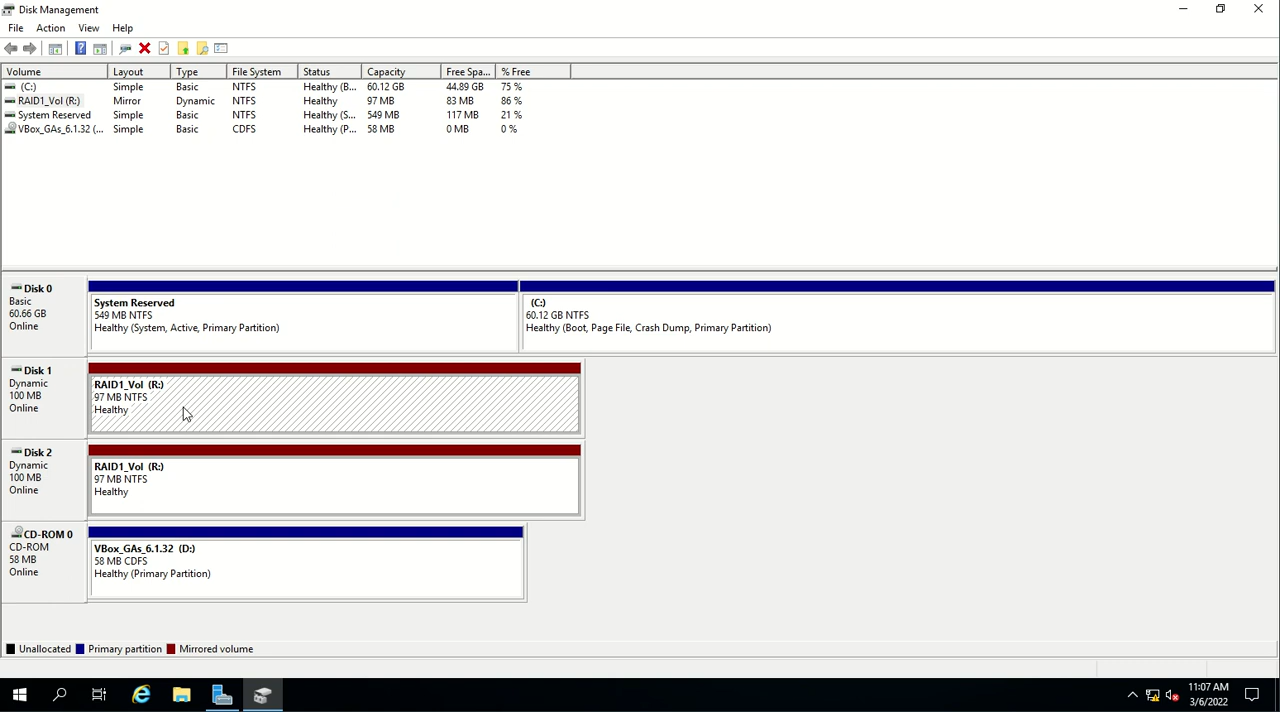 Disk Management
File Action View Help
Volume Layout Type File System Status Capacity Free Spa... % Free
(C:) Simple Basic NTFS Healthy (B... 60.12 GB 44.89 GB 75 %
RAID1_Vol (R:) Mirror Dynamic NTFS Healthy 97 MB 83 MB 86 %
System Reserved Simple Basic NTFS Healthy (S... 549 MB 117 MB 21 %
VBox_GAs_6.1.32 (... Simple Basic CDFS Healthy (P... 58 MB 0 MB 0 %
Disk 0
Basic
60.66 GB
Online
System Reserved
549 MB NTFS
Healthy (System, Active, Primary Partition)
(C:)
60.12 GB NTFS
Healthy (Boot, Page File, Crash Dump, Primary Partition)
Disk 1
Dynamic
100 MB
Online
RAID1_Vol (R:)
97 MB NTFS
Healthy
Disk 2
Dynamic
100 MB
Online
RAID1_Vol (R:)
97 MB NTFS
Healthy
CD-ROM 0
CD-ROM
58 MB
Online
VBox_GAs_6.1.32 (D:)
58 MB CDFS
Healthy (Primary Partition)
Unallocated Primary partition Mirrored volume
11:07 AM
3/6/2022